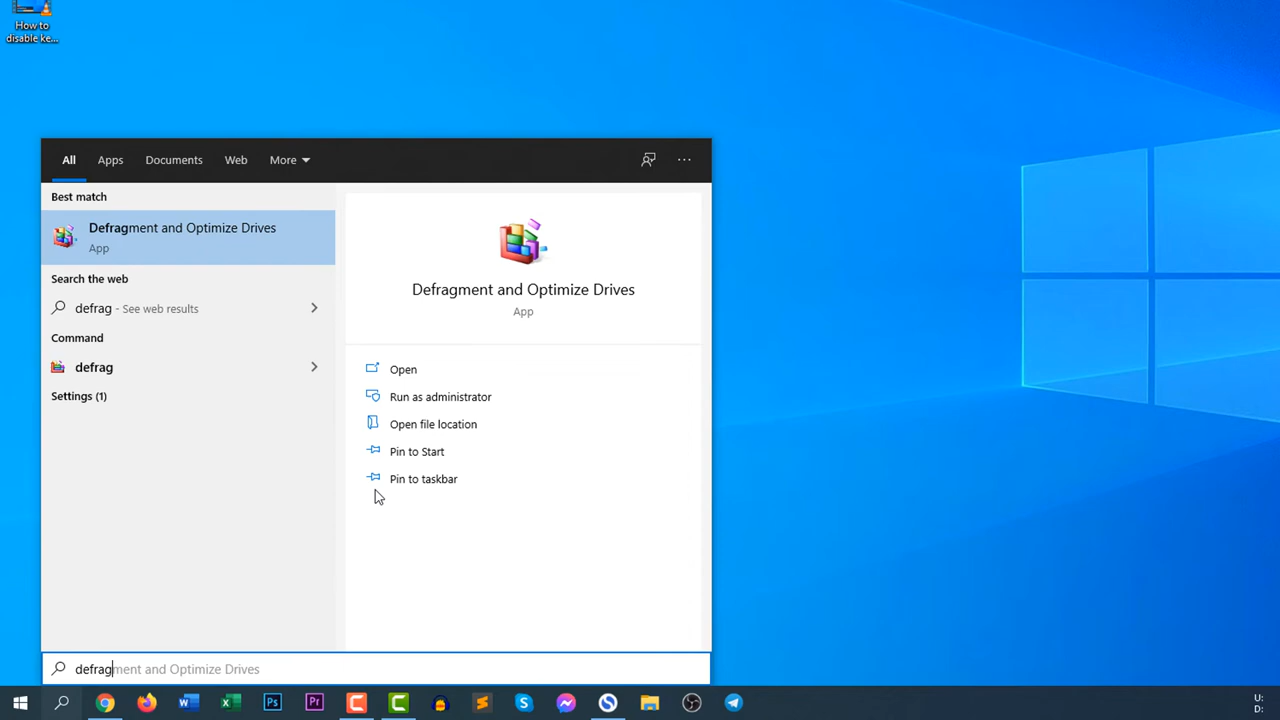 How to
disable ke...
All
Apps
Documents
Web
More
Best match
Defragment and Optimize Drives
App
Search the web
defrag - See web results
Command
defrag
Settings (1)
Defragment and Optimize Drives
App
Open
Run as administrator
Open file location
Pin to Start
Pin to taskbar
defragment and Optimize Drives
W
X
Ps
Pr
C
C
S
S
U:
D: